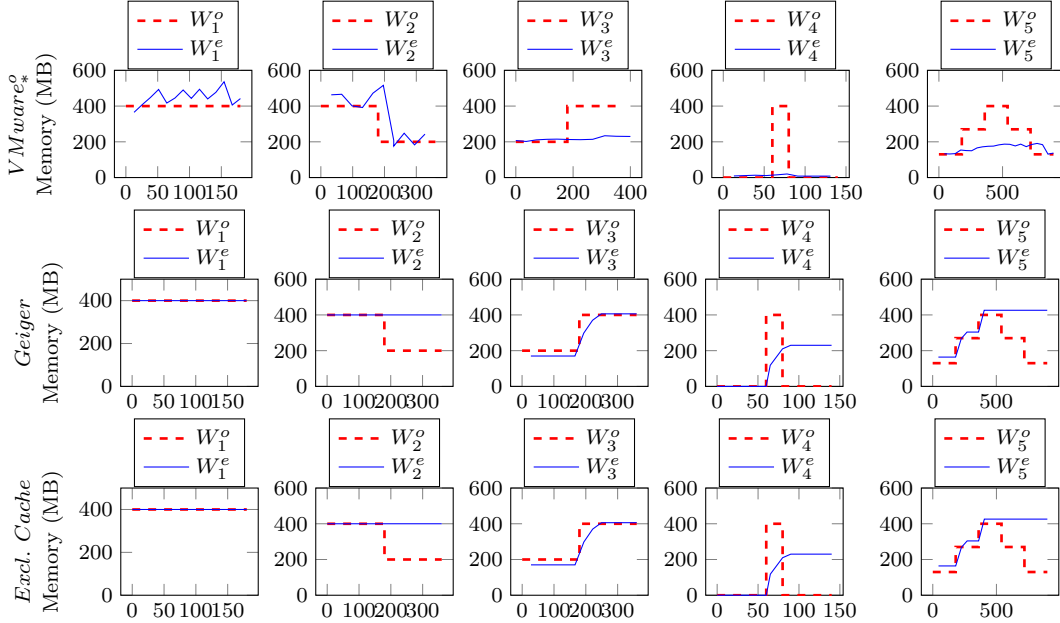 W_1^o W_2^o W_3^o W_4^o W_5^o
W_1^e W_2^e W_3^e W_4^e W_5^e
VMware_*^o
Memory (MB)
600 600 600 600 600
400 400 400 400 400
200 200 200 200 200
0 0 0 0 0
0 50 100 150 0 100 200 300 0 200 400 0 50 100 150 0 500
W_1^o W_2^o W_3^o W_4^o W_5^o
W_1^e W_2^e W_3^e W_4^e W_5^e
Geiger
Memory (MB)
600 600 600 600
400 400 400 400 400
200 200 200 200 200
0 0 0 0 0
0 50 100 150 0 100 200 300 0 100 200 300 0 50 100 150 0 500
W_1^o W_2^o W_3^o W_4^o W_5^o
W_1^e W_2^e W_3^e W_4^e W_5^e
Excl. Cache
Memory (MB)
600 600 600 600
400 400 400 400 400
200 200 200 200 200
0 0 0 0 0
0 50 100 150 0 100 200 300 0 100 200 300 0 50 100 150 0 500